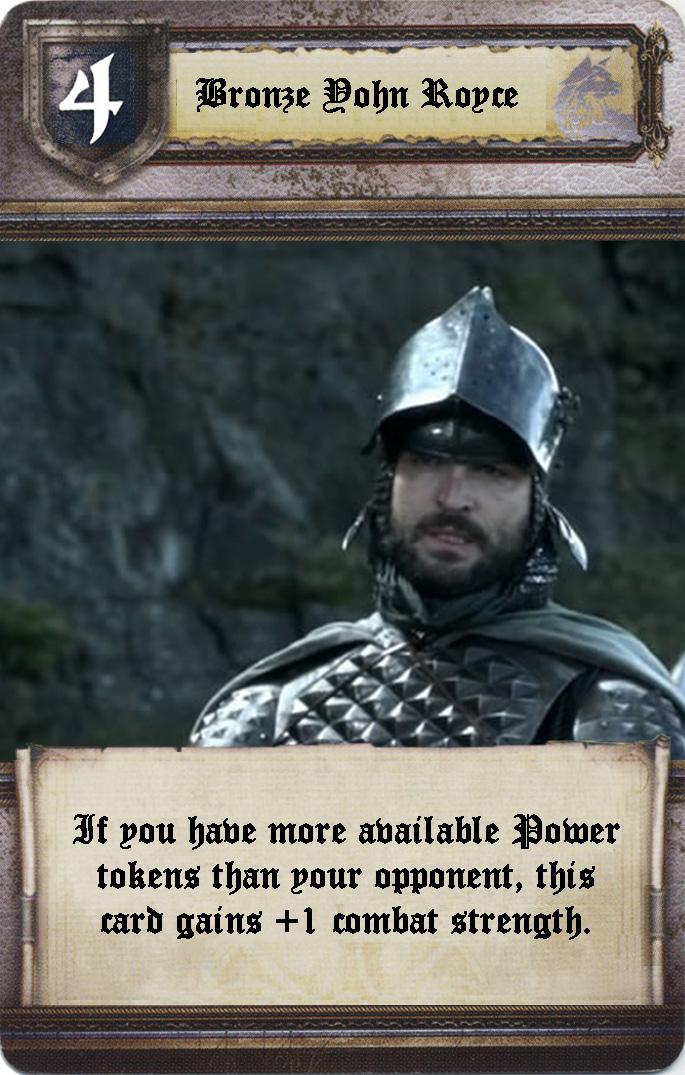 4
Bronze Yohn Royce
If you have more available Power
tokens than your opponent, this
card gains +1 combat strength.